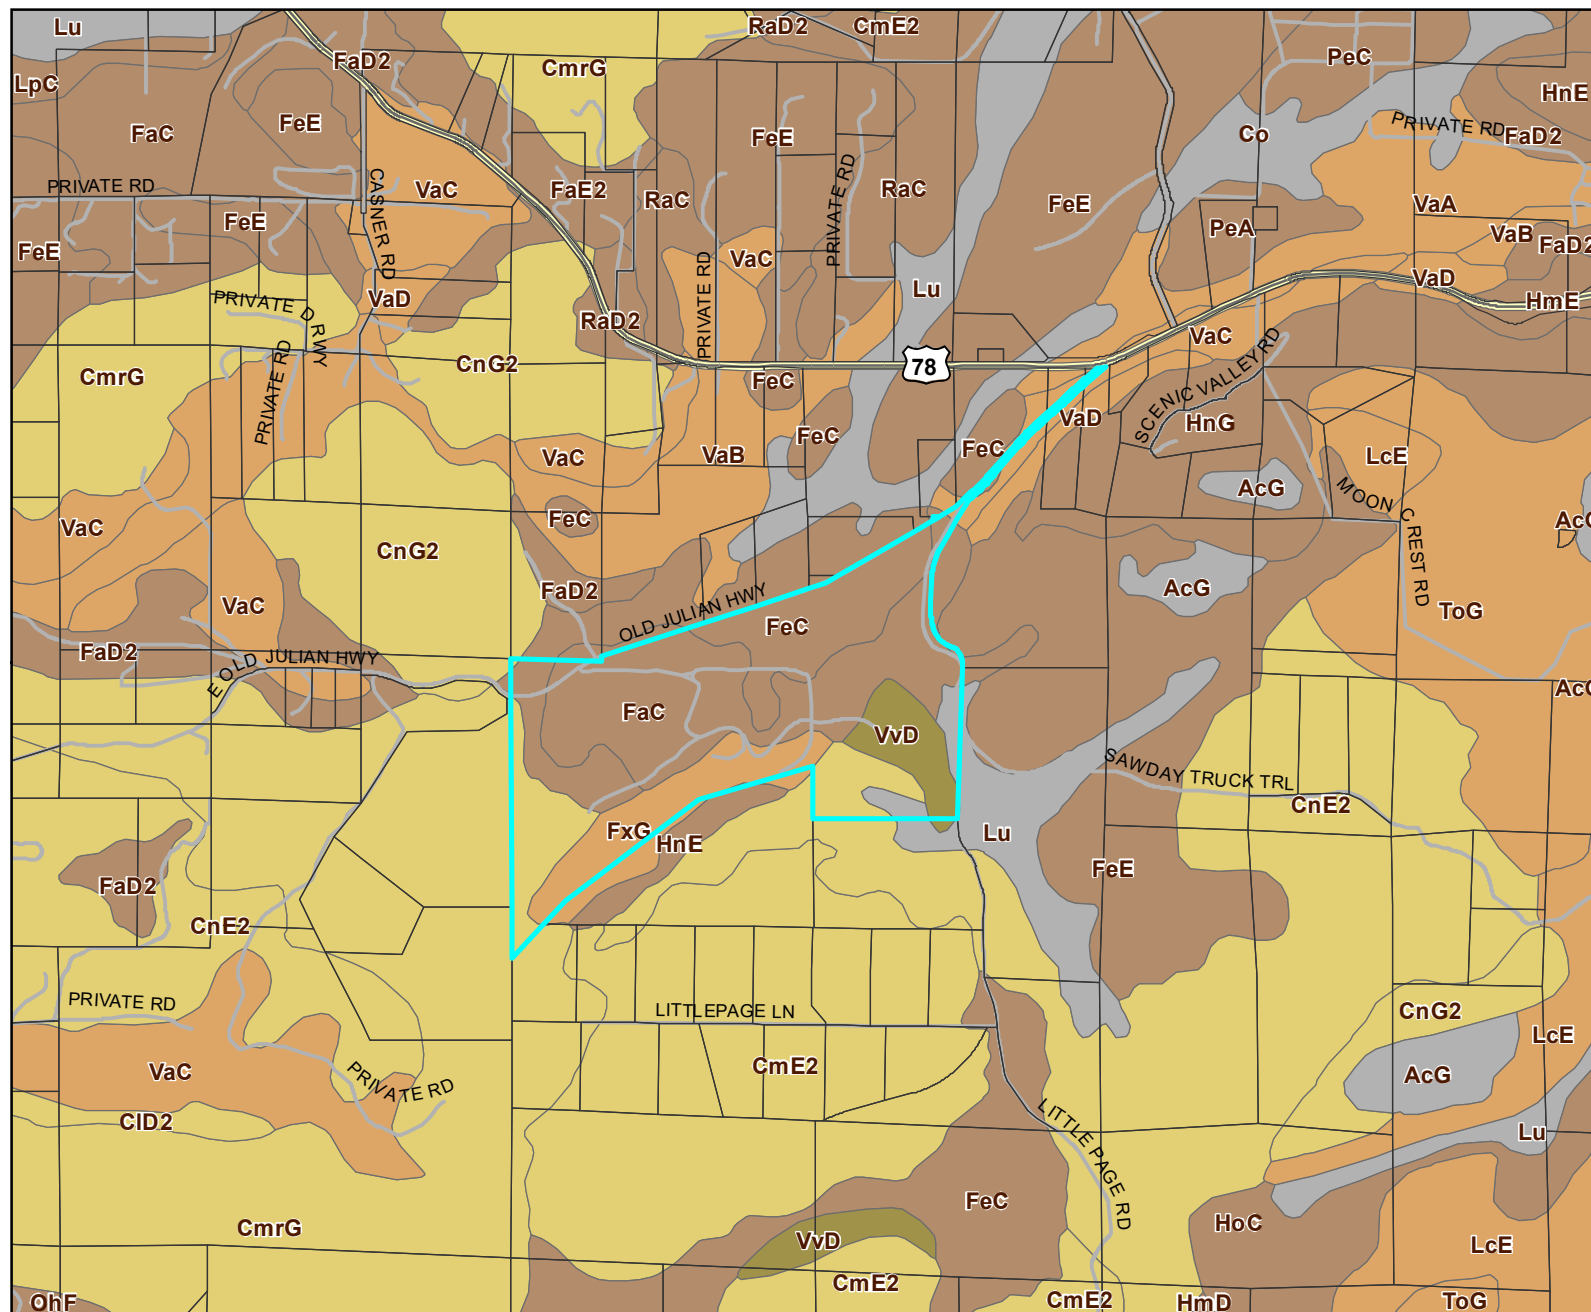 Lu
RaD2
CmE2
FaD2
CmrG
PeC
LpC
HnE
FaC
FeE
FeE
Co
PRIVATE RD
FaD2
PRIVATE RD
CASNER RD
VaC
FaE2
RaC
PRIVATE RD
RaC
FeE
VaA
FeE
FeE
PeA
VaB
FaD2
VaC
PRIVATE RD
Lu
VaD
PRIVATE D RWY
VaD
HmE
RaD2
VaC
78
CmrG
PRIVATE RD
CnG2
FeC
SCENIC VALLEY RD
VaD
HnG
FeC
FeC
VaC
VaB
LcE
AcG
MOON CREST RD
VaC
FeC
AcG
CnG2
FaD2
AcG
VaC
OLD JULIAN HWY
FeC
ToG
FaD2
E OLD JULIAN HWY
AcG
FaC
VvD
SAWDAY TRUCK TRL
CnE2
FxG
HnE
Lu
FeE
FaD2
CnE2
PRIVATE RD
LITTLEPAGE LN
CnG2
LcE
VaC
PRIVATE RD
CmE2
AcG
ClD2
LITTLE PAGE RD
Lu
FeC
HoC
CmrG
VvD
LcE
CmE2
OhF
CmE2
HmD
ToG